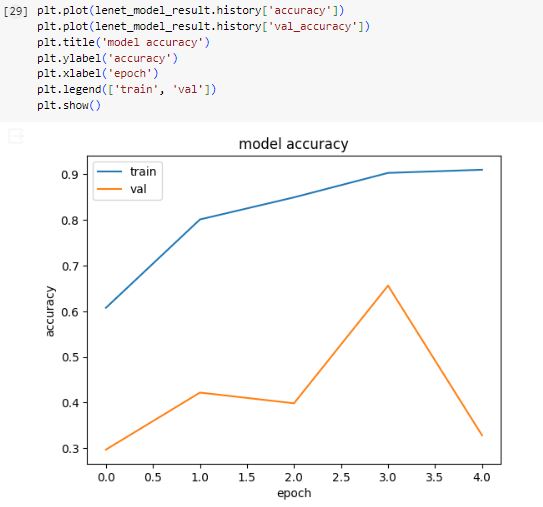 [29] plt.plot(lenet_model_result.history['accuracy'])
plt.plot(lenet_model_result.history['val_accuracy'])
plt.title('model accuracy')
plt.ylabel('accuracy')
plt.xlabel('epoch')
plt.legend(['train', 'val'])
plt.show()
model accuracy
train
val
0.9
0.8
0.7
0.6
0.5
0.4
0.3
accuracy
0.0 0.5 1.0 1.5 2.0 2.5 3.0 3.5 4.0
epoch